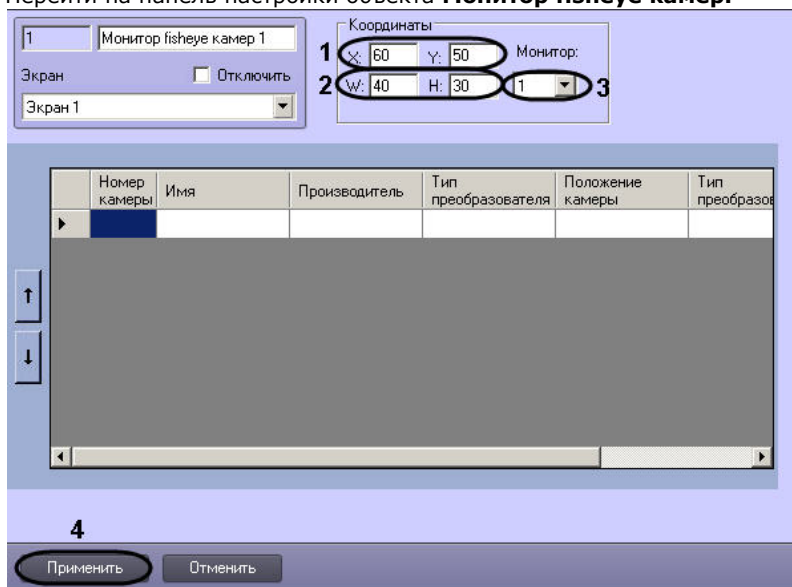 Перейти на панель настройки объекта Монитор fisheye камер.
1 Монитор fisheye камер 1
Экран Отключить
Экран 1
Координаты
1 X: 60 Y: 50 Монитор:
2 W: 40 H: 30 1 3
Номер камеры Имя Производитель Тип преобразователя Положение камеры Тип преобразов
4
Применить Отменить